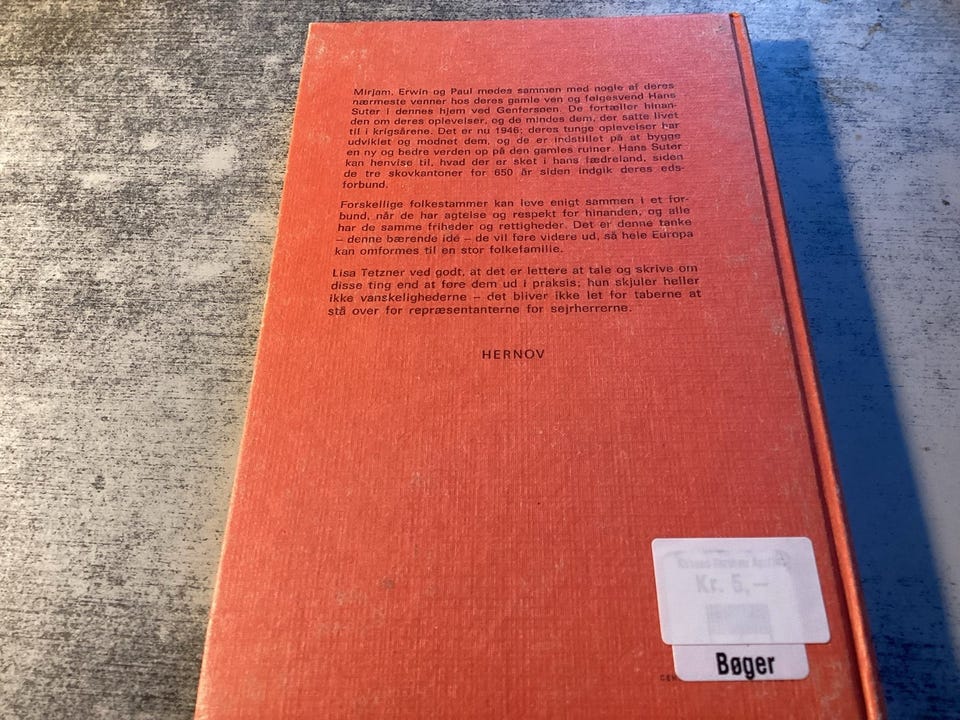 Mirjam, Erwin og Paul mødes sammen med nogle af deres
nærmeste venner hos deres gamle ven og følgesvend Hans
Suter i dennes hjem ved Genfersøen. De fortæller hinan-
den om deres oplevelser, og de mindes dem, der satte livet
til i krigsårene. Det er nu 1946; deres tunge oplevelser har
udviklet og modnet dem, og de er indstillet på at bygge
en ny og bedre verden op på den gamles ruiner. Hans Suter
kan henvise til, hvad der er sket i hans fædreland, siden
de tre skovkantoner for 650 år siden indgik deres eds-
forbund.
Forskellige folkestammer kan leve enigt sammen i et for-
bund, når de har agtelse og respekt for hinanden, og alle
har de samme friheder og rettigheder. Det er denne tanke
– denne bærende idé – de vil føre videre ud, så hele Europa
kan omformes til en stor folkefamilie.
Lisa Tetzner ved godt, at det er lettere at tale og skrive om
disse ting end at føre dem ud i praksis; hun skjuler heller
ikke vanskelighederne – det bliver ikke let for taberne at
stå over for repræsentanterne for sejrherrerne.
HERNOV
Kr. 5,–
Bøger